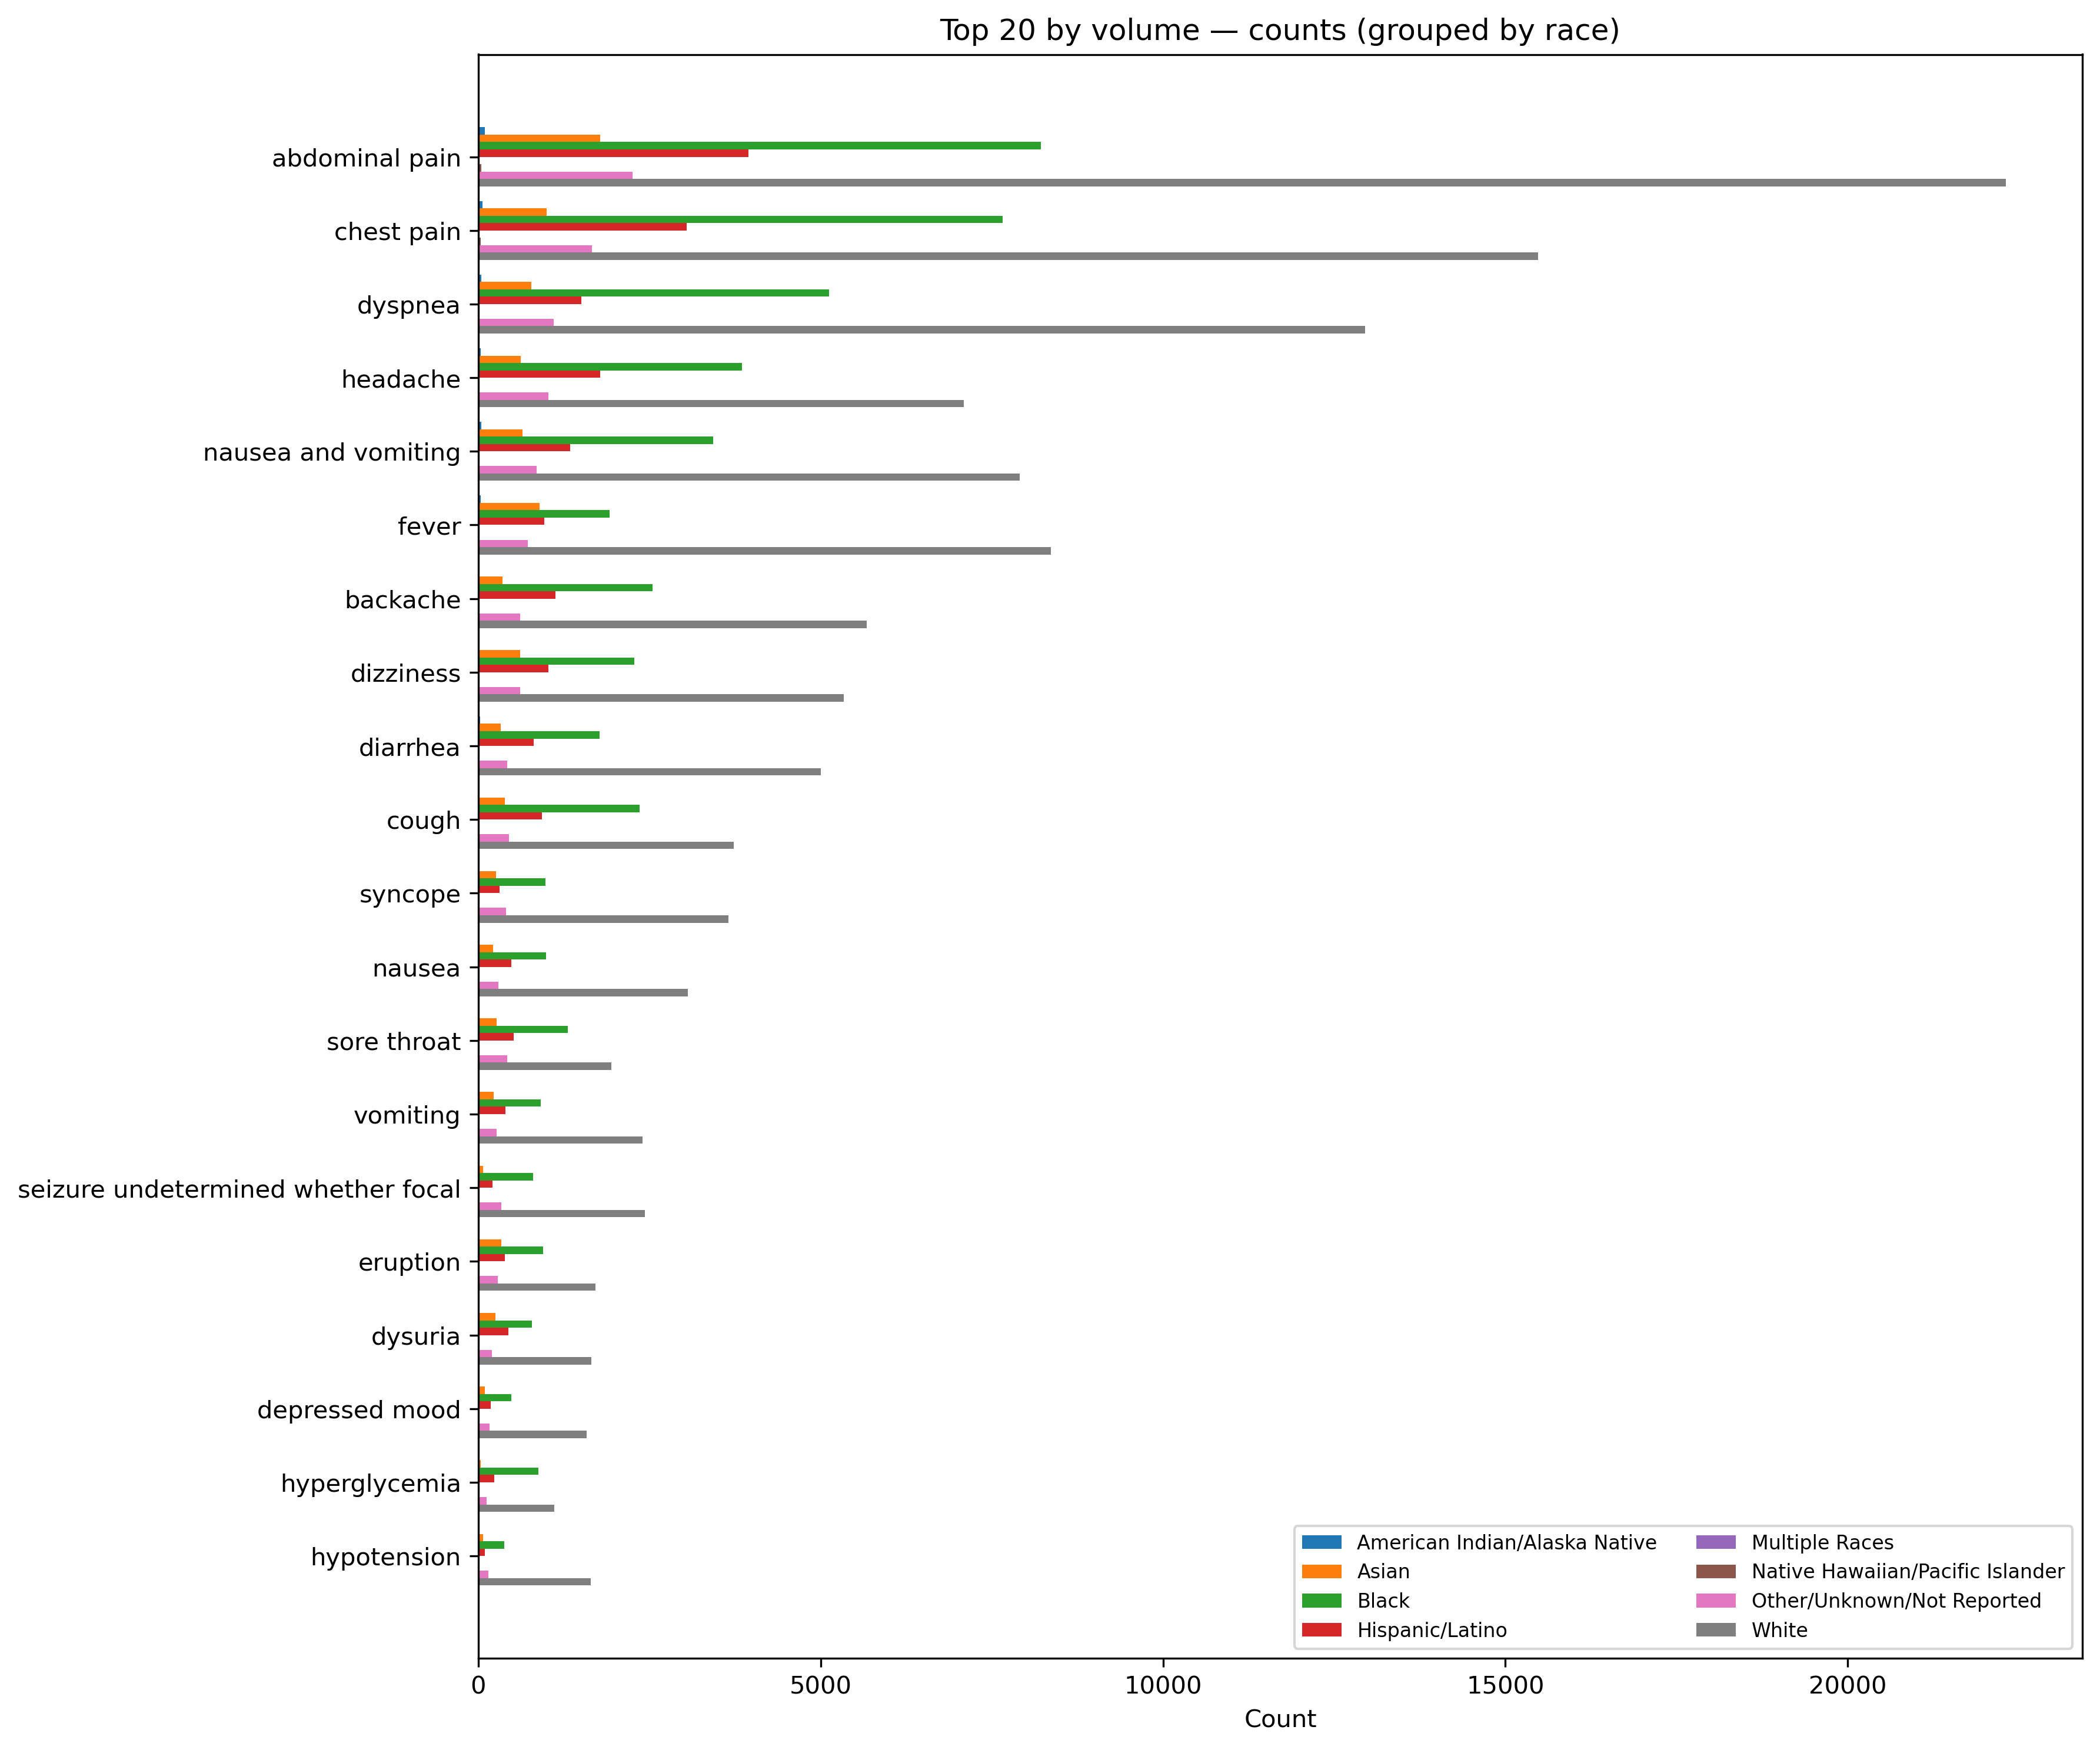 Top 20 by volume — counts (grouped by race)
abdominal pain
chest pain
dyspnea
headache
nausea and vomiting
fever
backache
dizziness
diarrhea
cough
syncope
nausea
sore throat
vomiting
seizure undetermined whether focal
eruption
dysuria
depressed mood
hyperglycemia
hypotension
American Indian/Alaska Native
Asian
Black
Hispanic/Latino
Multiple Races
Native Hawaiian/Pacific Islander
Other/Unknown/Not Reported
White
0 5000 10000 15000 20000
Count